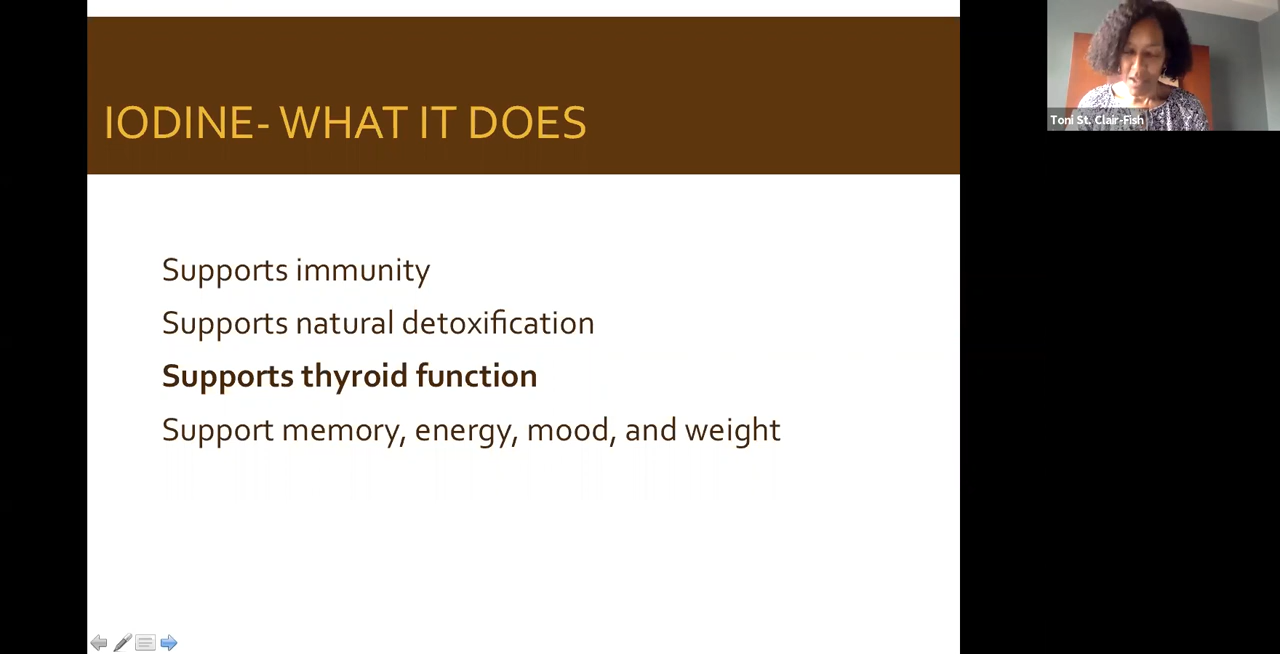 IODINE- WHAT IT DOES
Toni St. Clair-Fish
Supports immunity
Supports natural detoxification
Supports thyroid function
Support memory, energy, mood, and weight